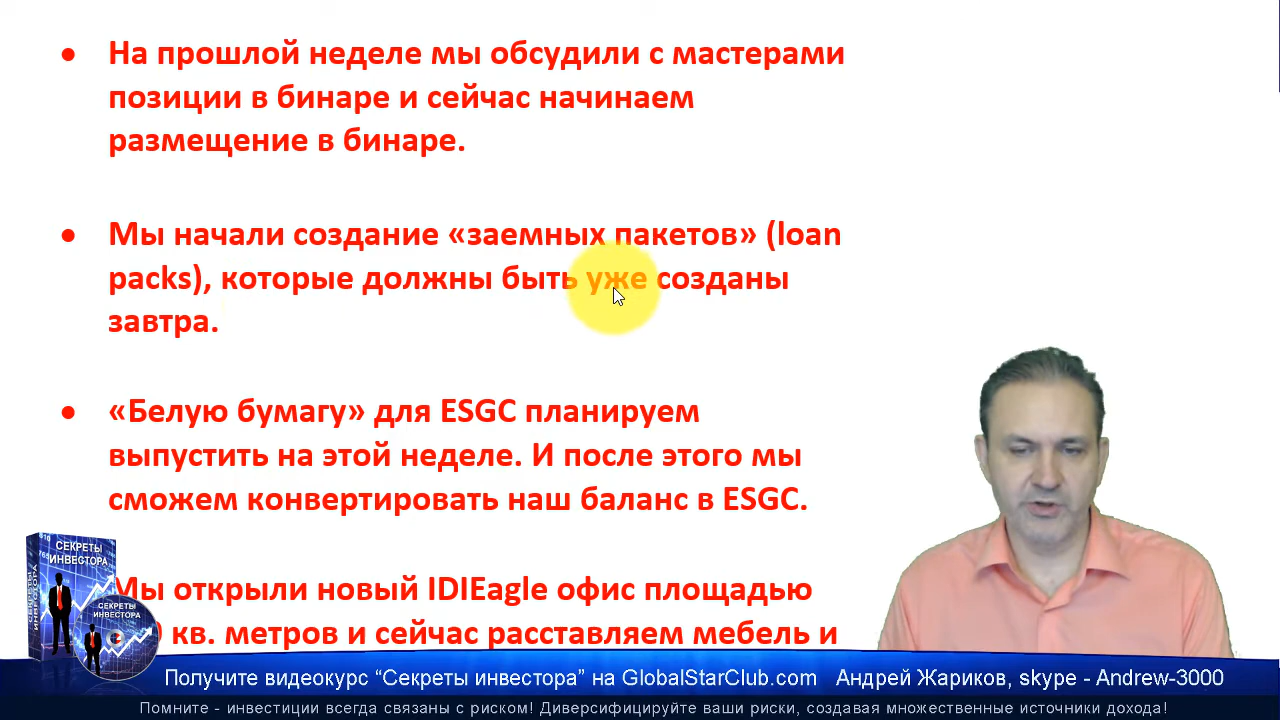 На прошлой неделе мы обсудили с мастерами
позиции в бинаре и сейчас начинаем
размещение в бинаре.
Мы начали создание «заемных пакетов» (loan
packs), которые должны быть уже созданы
завтра.
«Белую бумагу» для ESGC планируем
выпустить на этой неделе. И после этого мы
сможем конвертировать наш баланс в ESGC.
Мы открыли новый IDIEagle офис площадью
кв. метров и сейчас расставляем мебель и
СЕКРЕТЫ
ИНВЕСТОРА
СЕКРЕТЫ
ИНВЕСТОРА
Получите видеокурс “Секреты инвестора” на GlobalStarClub.com Андрей Жариков, skype - Andrew-3000
Помните - инвестиции всегда связаны с риском! Диверсифицируйте ваши риски, создавая множественные источники дохода!